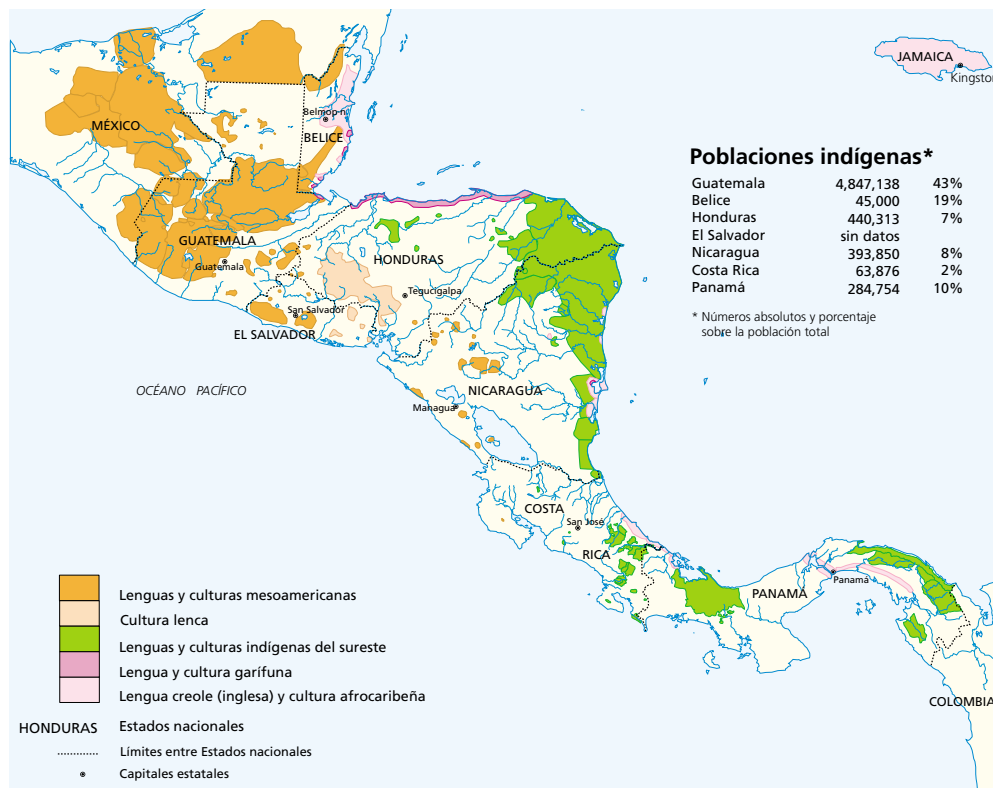 JAMAICA
Kingston
MÉXICO
Belmop n
BELICE
Poblaciones indígenas*
Guatemala 4,847,138 43%
Belice 45,000 19%
Honduras 440,313 7%
El Salvador sin datos
Nicaragua 393,850 8%
Costa Rica 63,876 2%
Panamá 284,754 10%
* Números absolutos y porcentaje
sobre la población total
GUATEMALA
Guatemala
HONDURAS
Tegucigalpa
San Salvador
EL SALVADOR
OCÉANO PACÍFICO
NICARAGUA
Managua
COSTA
San José
RICA
PANAMÁ
Panamá
COLOMBIA
Lenguas y culturas mesoamericanas
Cultura lenca
Lenguas y culturas indígenas del sureste
Lengua y cultura garífuna
Lengua creole (inglesa) y cultura afrocaribeña
HONDURAS Estados nacionales
Límites entre Estados nacionales
Capitales estatales